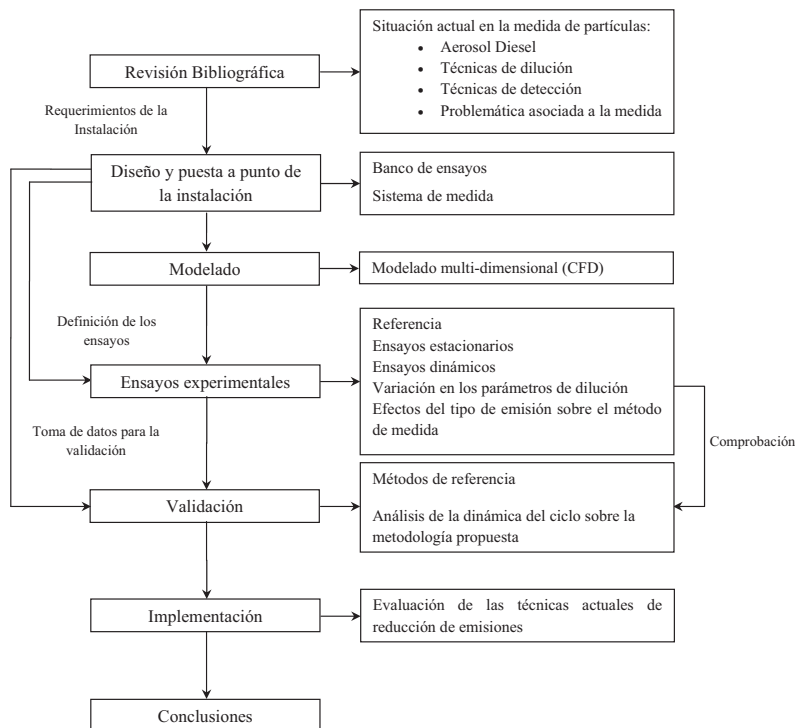 Revisión Bibliográfica
Situación actual en la medida de partículas:
• Aerosol Diesel
• Técnicas de dilución
• Técnicas de detección
• Problemática asociada a la medida
Requerimientos de la
Instalación
Diseño y puesta a punto de
la instalación
Banco de ensayos
Sistema de medida
Modelado
Modelado multi-dimensional (CFD)
Definición de los
ensayos
Ensayos experimentales
Referencia
Ensayos estacionarios
Ensayos dinámicos
Variación en los parámetros de dilución
Efectos del tipo de emisión sobre el método
de medida
Comprobación
Toma de datos para la
validación
Validación
Métodos de referencia
Análisis de la dinámica del ciclo sobre la
metodología propuesta
Implementación
Evaluación de las técnicas actuales de
reducción de emisiones
Conclusiones